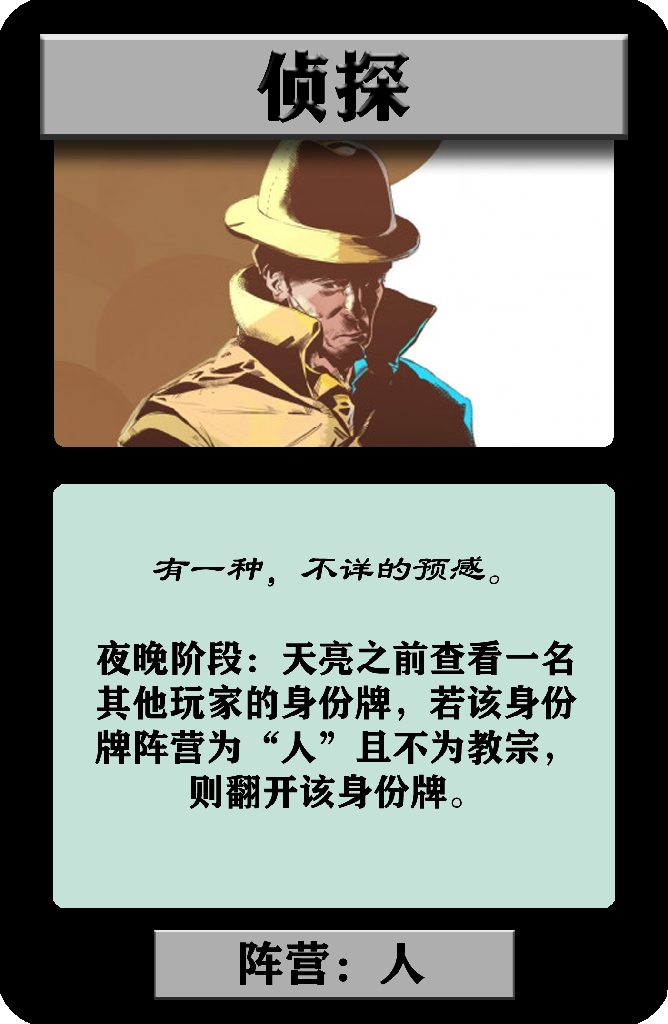 侦探
有一种，不详的预感。
夜晚阶段：天亮之前查看一名
其他玩家的身份牌，若该身份
牌阵营为“人”且不为教宗，
则翻开该身份牌。
阵营：人